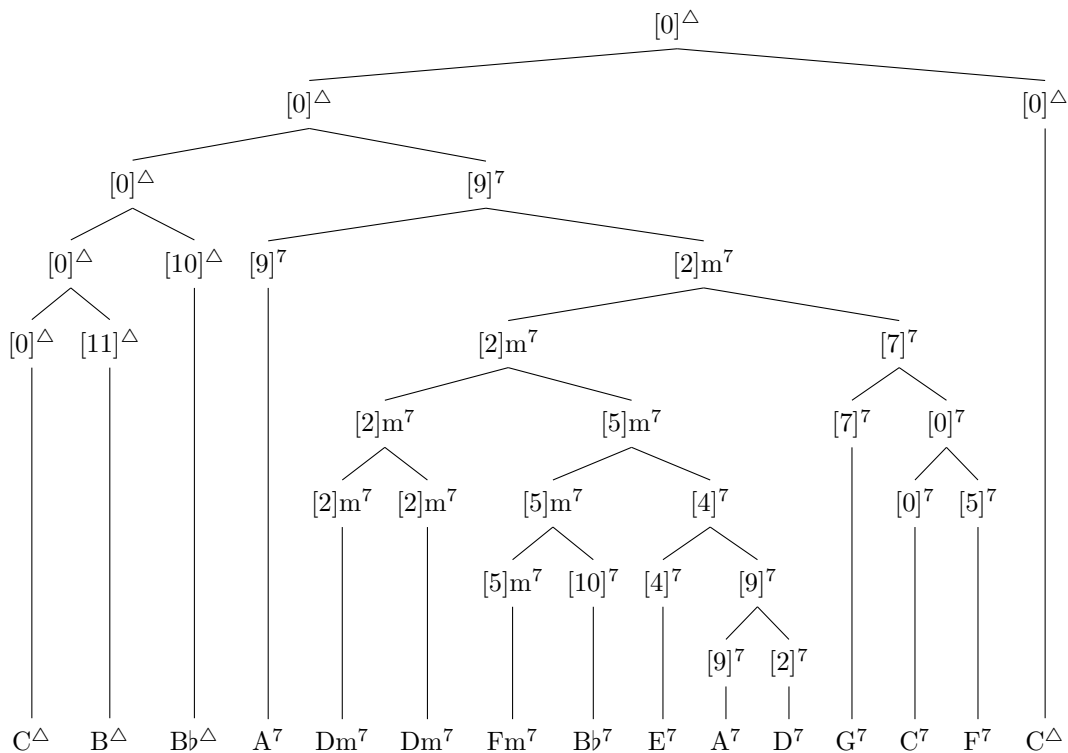 [0]△
[0]△ [0]△
[0]△ [9]⁷
[0]△ [10]△ [9]⁷ [2]m⁷
[0]△ [11]△ [2]m⁷ [7]⁷
[2]m⁷ [5]m⁷ [7]⁷ [0]⁷
[2]m⁷ [2]m⁷ [5]m⁷ [4]⁷ [0]⁷ [5]⁷
[5]m⁷ [10]⁷ [4]⁷ [9]⁷
[9]⁷ [2]⁷
C△ B△ B♭△ A⁷ Dm⁷ Dm⁷ Fm⁷ B♭⁷ E⁷ A⁷ D⁷ G⁷ C⁷ F⁷ C△